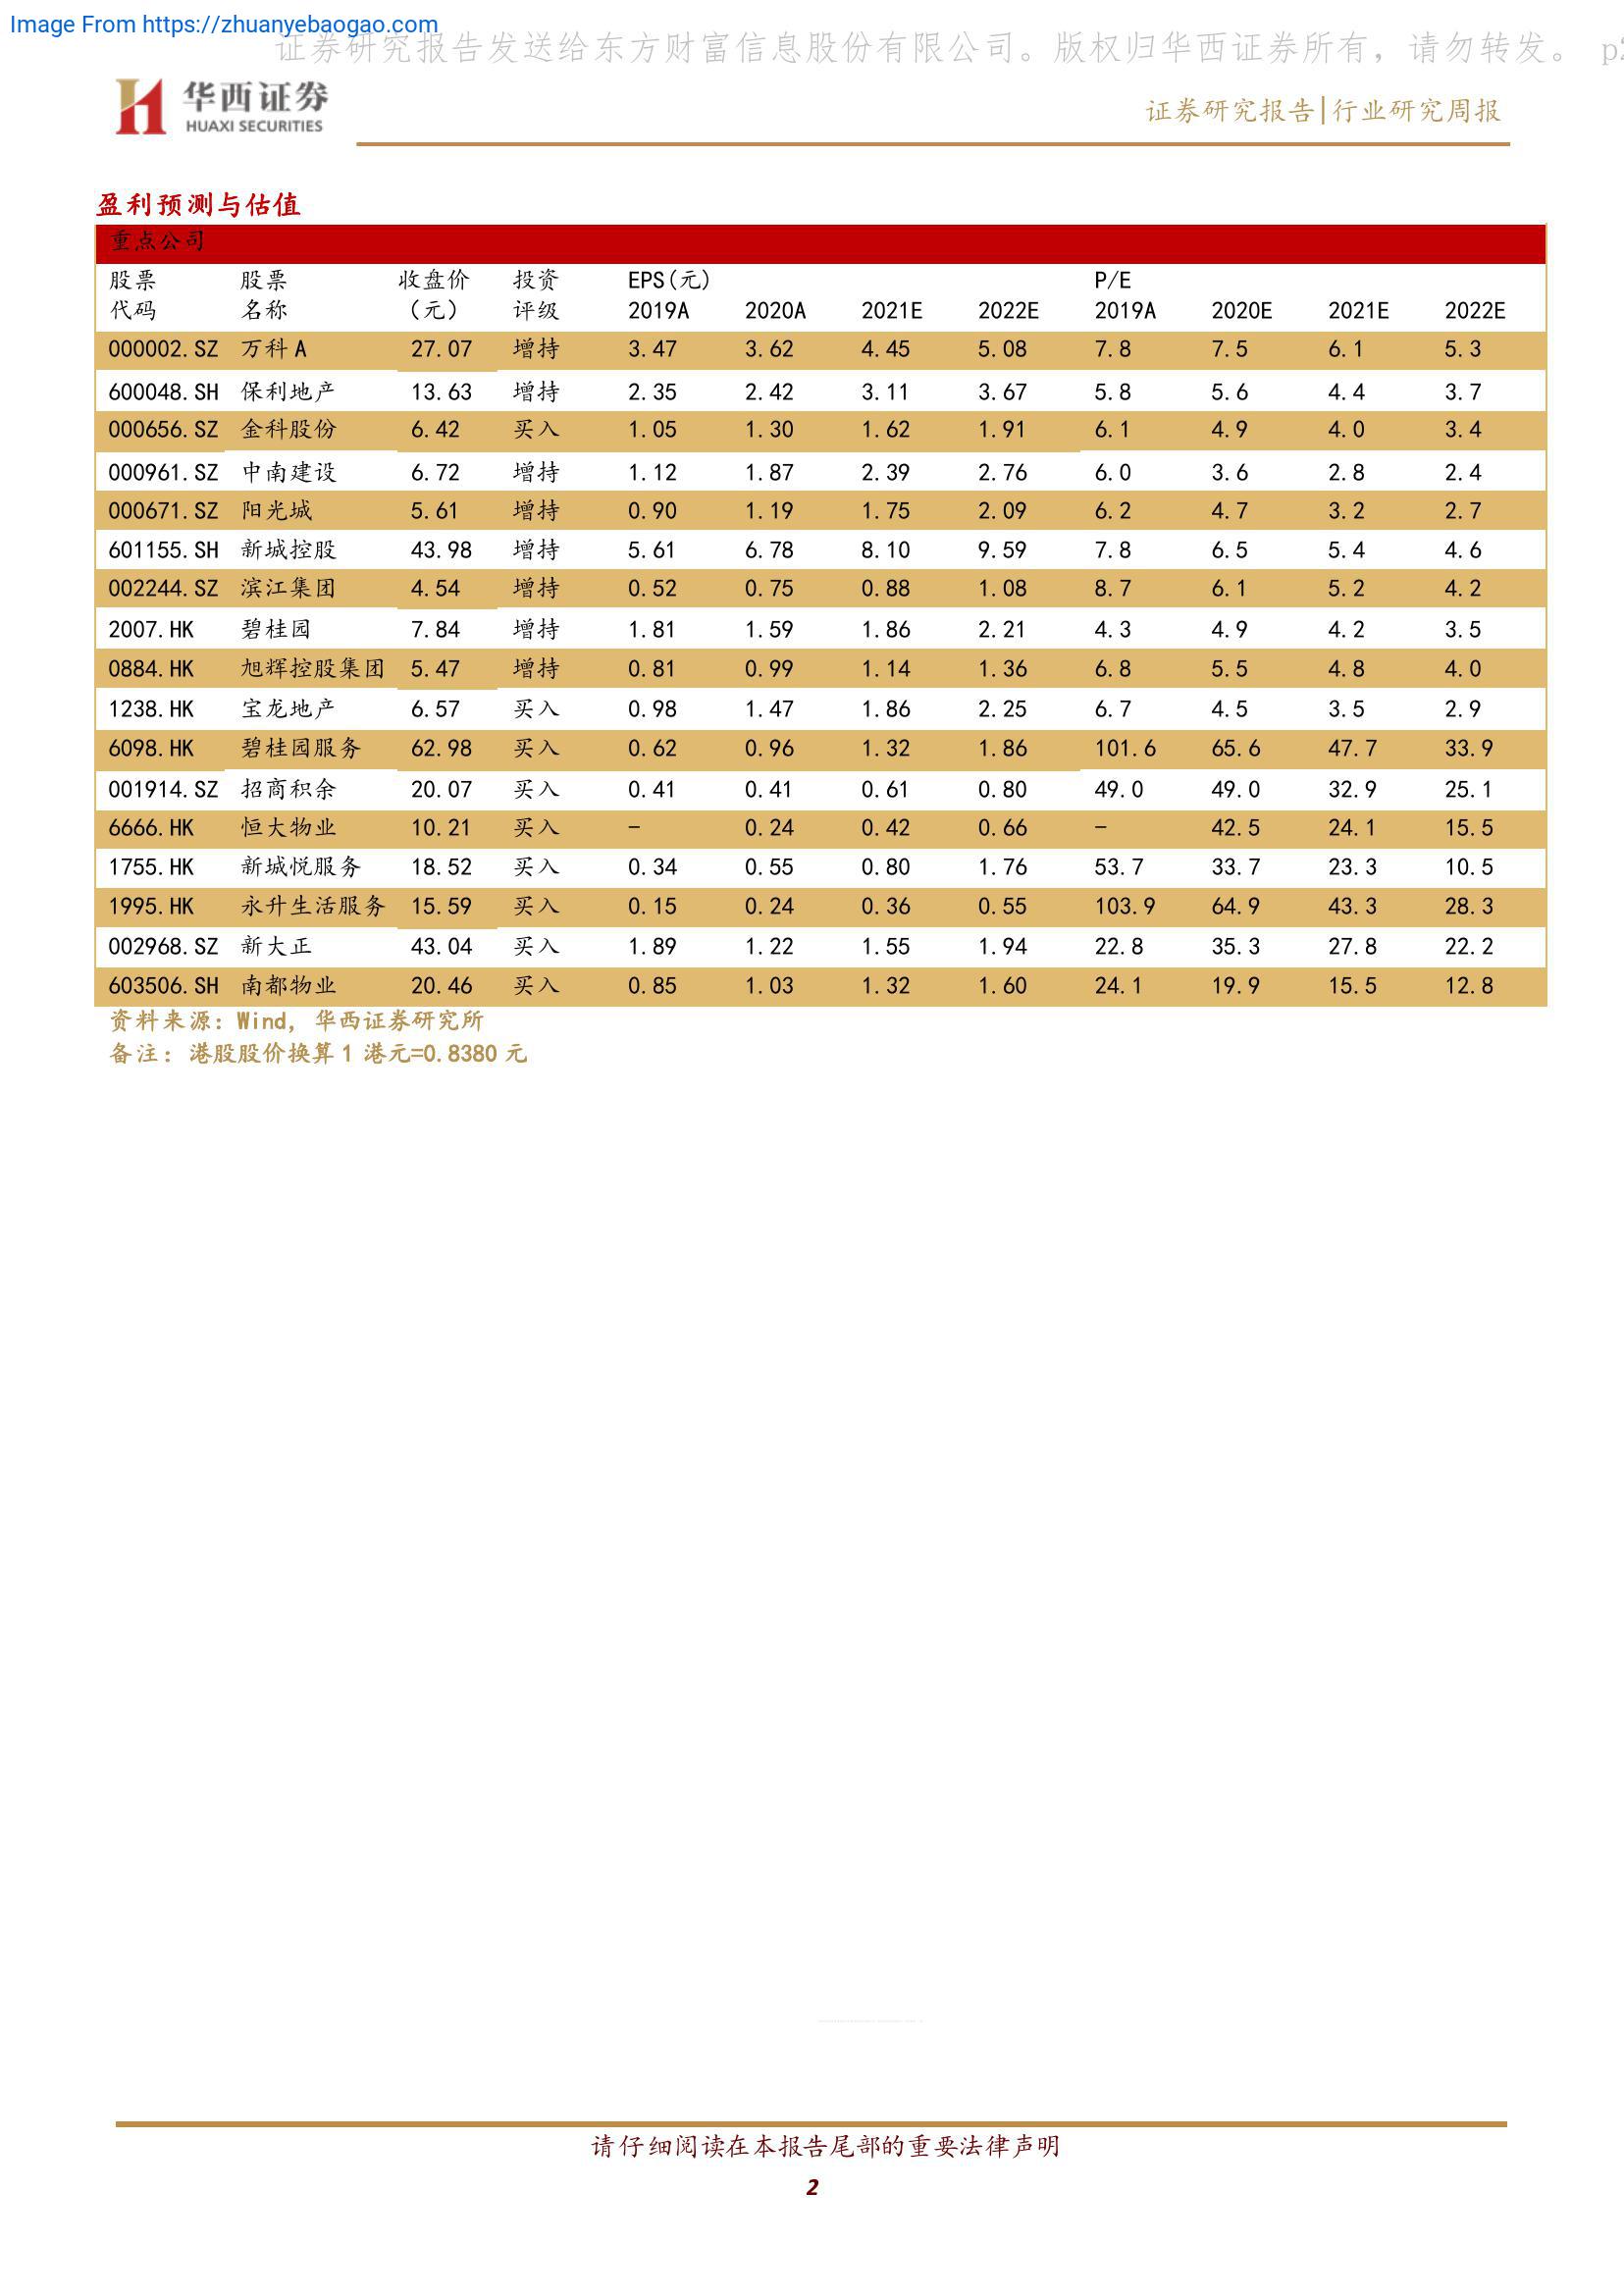 Image From https://zhuanyebaogao.com
证券研究报告发送给东方财富信息股份有限公司。版权归华西证券所有，请勿转发。 p2
华西证券
HUAXI SECURITIES
证券研究报告|行业研究周报
盈利预测与估值
重点公司
股票 股票 收盘价 投资 EPS(元) P/E
代码 名称 （元） 评级 2019A 2020A 2021E 2022E 2019A 2020E 2021E 2022E
000002.SZ 万科A 27.07 增持 3.47 3.62 4.45 5.08 7.8 7.5 6.1 5.3
600048.SH 保利地产 13.63 增持 2.35 2.42 3.11 3.67 5.8 5.6 4.4 3.7
000656.SZ 金科股份 6.42 买入 1.05 1.30 1.62 1.91 6.1 4.9 4.0 3.4
000961.SZ 中南建设 6.72 增持 1.12 1.87 2.39 2.76 6.0 3.6 2.8 2.4
000671.SZ 阳光城 5.61 增持 0.90 1.19 1.75 2.09 6.2 4.7 3.2 2.7
601155.SH 新城控股 43.98 增持 5.61 6.78 8.10 9.59 7.8 6.5 5.4 4.6
002244.SZ 滨江集团 4.54 增持 0.52 0.75 0.88 1.08 8.7 6.1 5.2 4.2
2007.HK 碧桂园 7.84 增持 1.81 1.59 1.86 2.21 4.3 4.9 4.2 3.5
0884.HK 旭辉控股集团 5.47 增持 0.81 0.99 1.14 1.36 6.8 5.5 4.8 4.0
1238.HK 宝龙地产 6.57 买入 0.98 1.47 1.86 2.25 6.7 4.5 3.5 2.9
6098.HK 碧桂园服务 62.98 买入 0.62 0.96 1.32 1.86 101.6 65.6 47.7 33.9
001914.SZ 招商积余 20.07 买入 0.41 0.41 0.61 0.80 49.0 49.0 32.9 25.1
6666.HK 恒大物业 10.21 买入 - 0.24 0.42 0.66 - 42.5 24.1 15.5
1755.HK 新城悦服务 18.52 买入 0.34 0.55 0.80 1.76 53.7 33.7 23.3 10.5
1995.HK 永升生活服务 15.59 买入 0.15 0.24 0.36 0.55 103.9 64.9 43.3 28.3
002968.SZ 新大正 43.04 买入 1.89 1.22 1.55 1.94 22.8 35.3 27.8 22.2
603506.SH 南都物业 20.46 买入 0.85 1.03 1.32 1.60 24.1 19.9 15.5 12.8
资料来源：Wind，华西证券研究所
备注：港股股价换算1 港元=0.8380 元
请仔细阅读在本报告尾部的重要法律声明
2